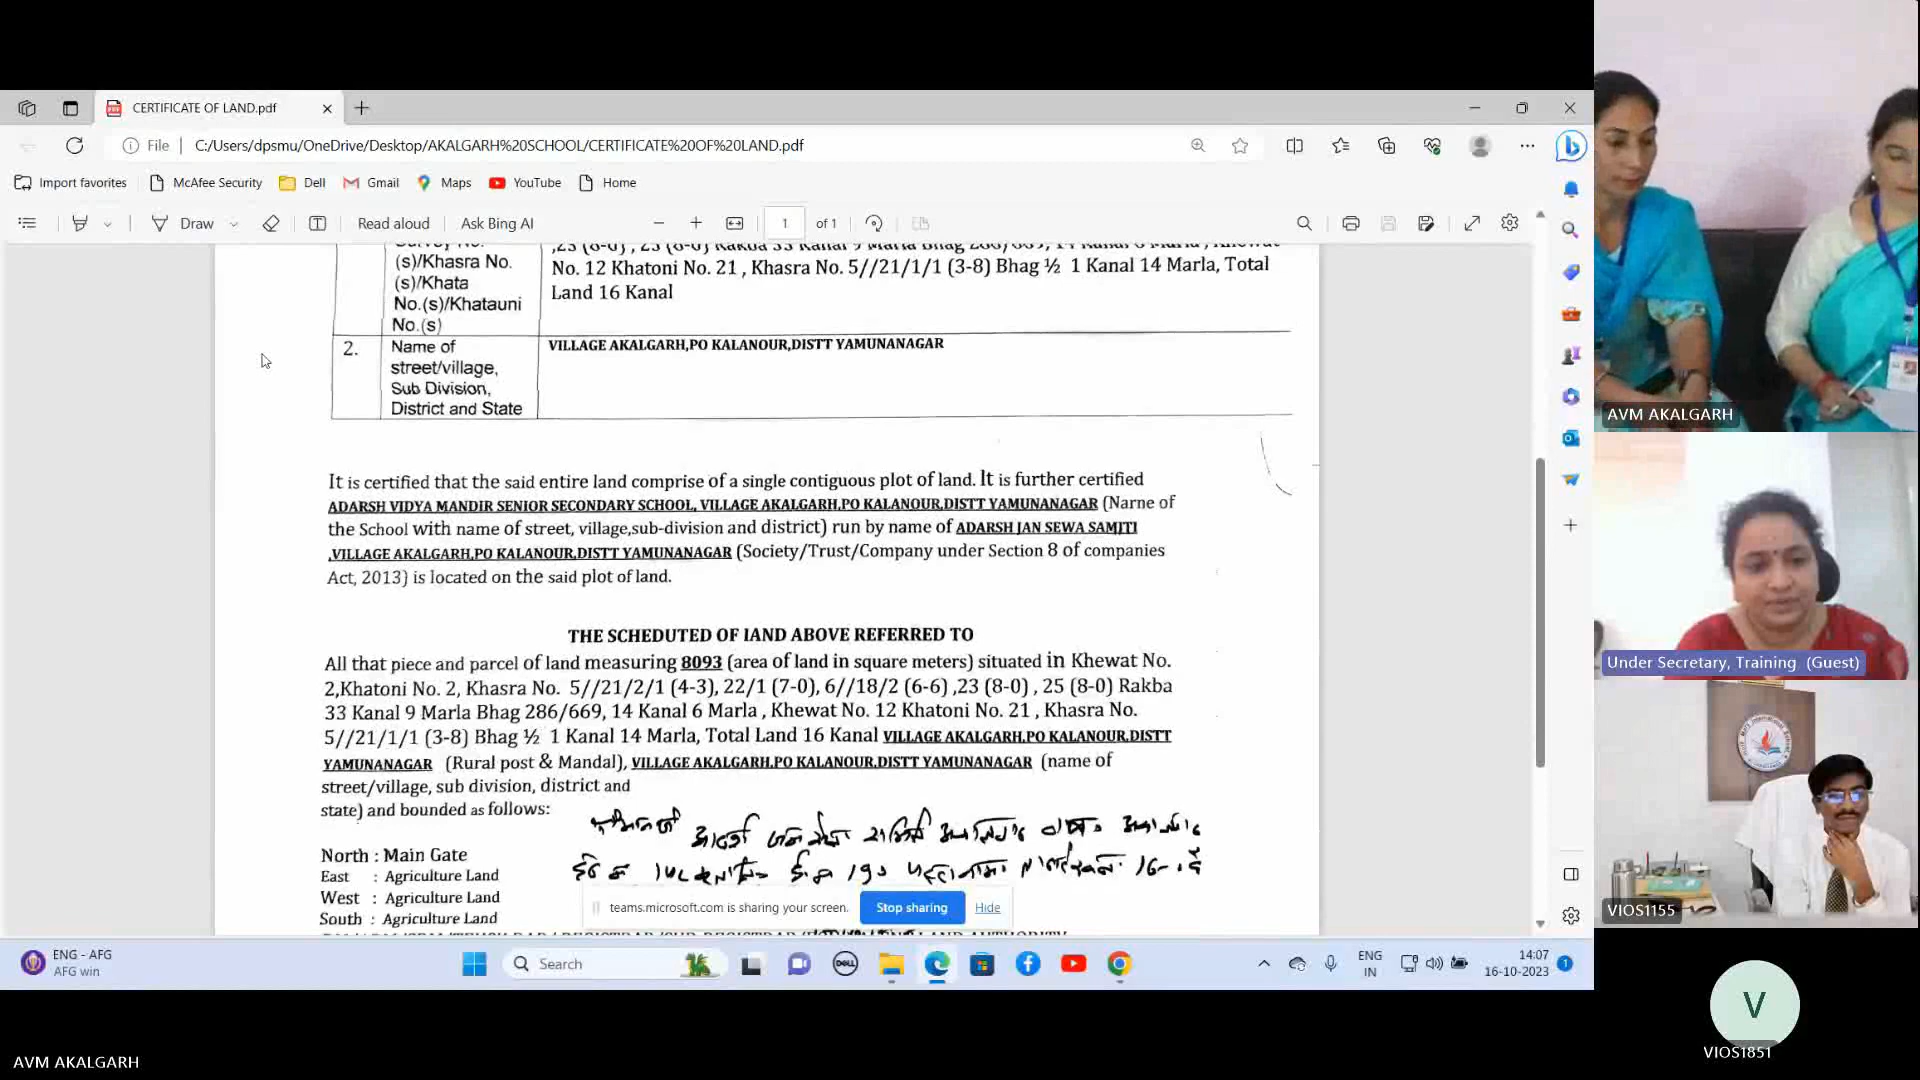 CERTIFICATE OF LAND.pdf
File C:/Users/dpsmu/OneDrive/Desktop/AKALGARH%20SCHOOL/CERTIFICATE%20OF%20LAND.pdf
Import favorites McAfee Security Dell Gmail Maps YouTube Home
Draw Read aloud Ask Bing AI 1 of 1
(s)/Khasra No.
(s)/Khata
No.(s)/Khatauni
No.(s)
No. 12 Khatoni No. 21 , Khasra No. 5//21/1/1 (3-8) Bhag ½ 1 Kanal 14 Marla, Total
Land 16 Kanal
2. Name of
street/village,
Sub Division,
District and State
VILLAGE AKALGARH,PO KALANOUR,DISTT YAMUNANAGAR
It is certified that the said entire land comprise of a single contiguous plot of land. It is further certified
ADARSH VIDYA MANDIR SENIOR SECONDARY SCHOOL, VILLAGE AKALGARH,PO KALANOUR,DISTT YAMUNANAGAR (Name of
the School with name of street, village,sub-division and district) run by name of ADARSH JAN SEWA SAMITI
,VILLAGE AKALGARH,PO KALANOUR,DISTT YAMUNANAGAR (Society/Trust/Company under Section 8 of companies
Act, 2013) is located on the said plot of land.
THE SCHEDUTED OF lAND ABOVE REFERRED TO
All that piece and parcel of land measuring 8093 (area of land in square meters) situated in Khewat No.
2,Khatoni No. 2, Khasra No. 5//21/2/1 (4-3), 22/1 (7-0), 6//18/2 (6-6) ,23 (8-0) , 25 (8-0) Rakba
33 Kanal 9 Marla Bhag 286/669, 14 Kanal 6 Marla , Khewat No. 12 Khatoni No. 21 , Khasra No.
5//21/1/1 (3-8) Bhag ½ 1 Kanal 14 Marla, Total Land 16 Kanal VILLAGE AKALGARH,PO KALANOUR,DISTT
YAMUNANAGAR (Rural post & Mandal), VILLAGE AKALGARH,PO KALANOUR,DISTT YAMUNANAGAR (name of
street/village, sub division, district and
state) and bounded as follows:
North : Main Gate
East : Agriculture Land
West : Agriculture Land
South : Agriculture Land
teams.microsoft.com is sharing your screen. Stop sharing Hide
ENG - AFG
AFG win
Search
DELL
ENG
IN
14:07
16-10-2023
1
AVM AKALGARH
Under Secretary, Training (Guest)
VIOS1155
V
VIOS1851
AVM AKALGARH